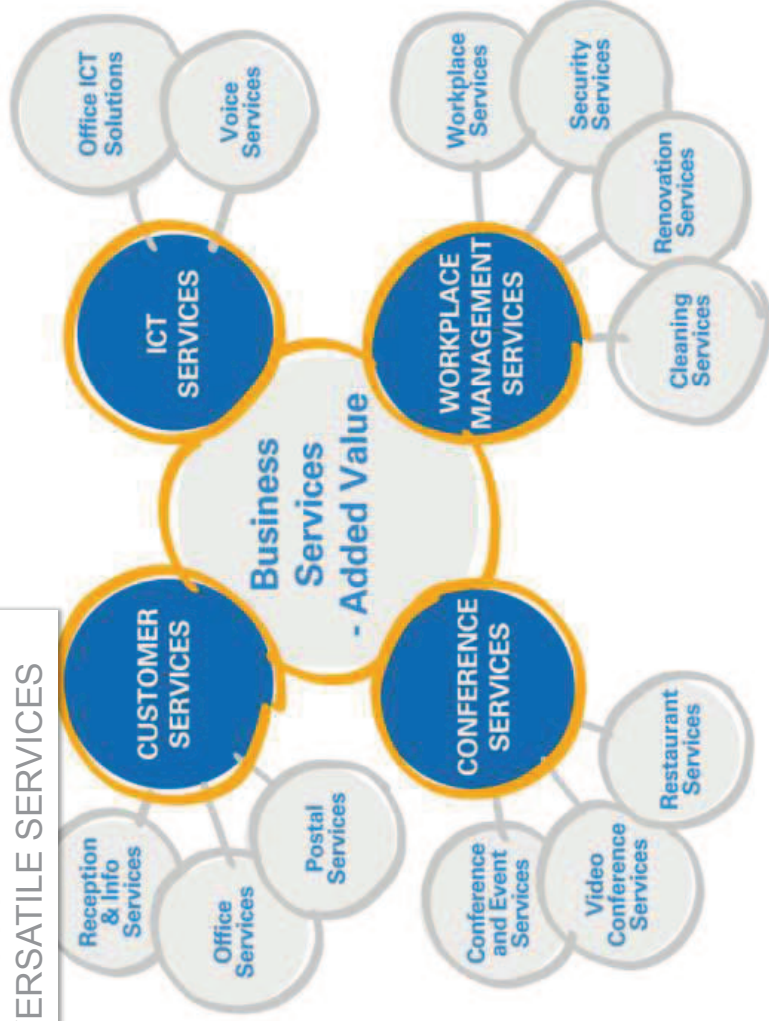 ERSATILE SERVICES
Reception
& Info
Services
Office
Services
Postal
Services
CUSTOMER
SERVICES
ICT
SERVICES
Office ICT
Solutions
Voice
Services
Business
Services
- Added Value
Conference
and Event
Services
Video
Conference
Services
Restaurant
Services
CONFERENCE
SERVICES
WORKPLACE
MANAGEMENT
SERVICES
Workplace
Services
Security
Services
Renovation
Services
Cleaning
Services